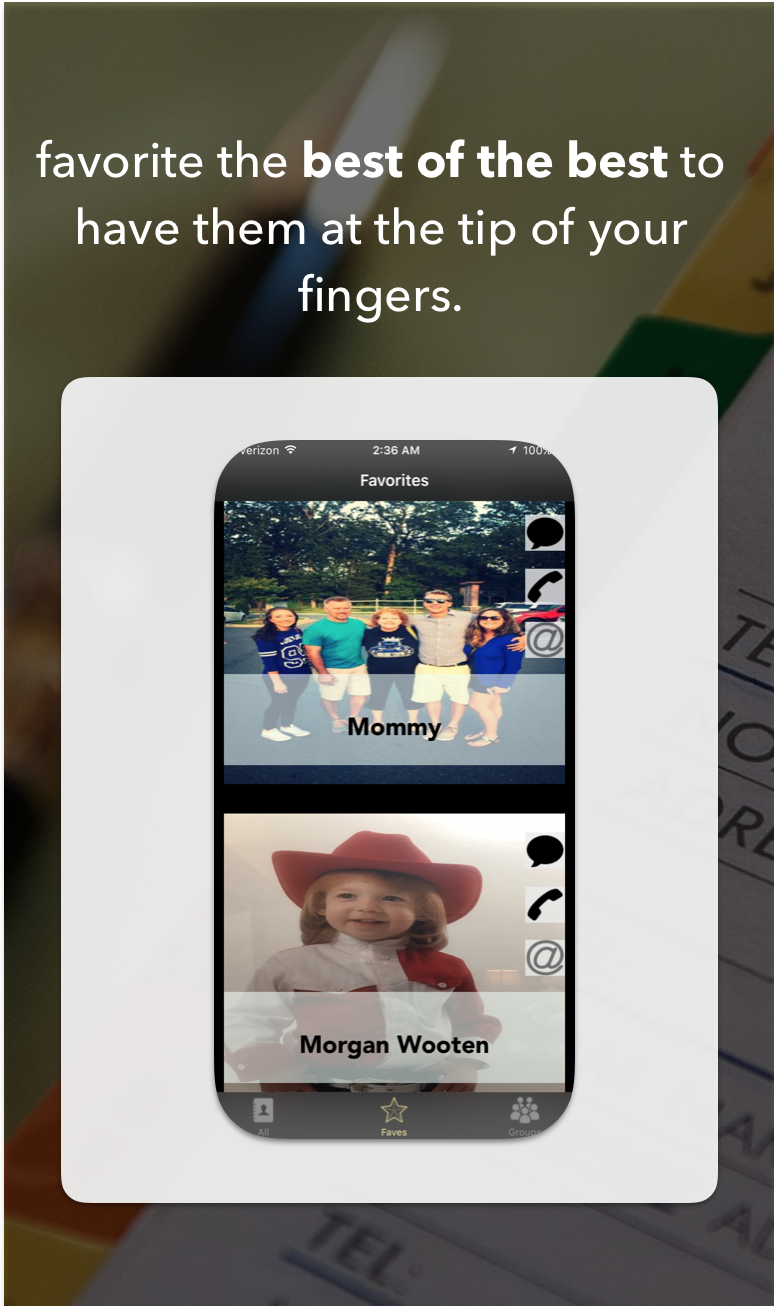 favorite the best of the best to
have them at the tip of your
fingers.
verizon 2:36 AM 100%
Favorites
@
Mommy
@
Morgan Wooten
All Faves Groups
TEL: